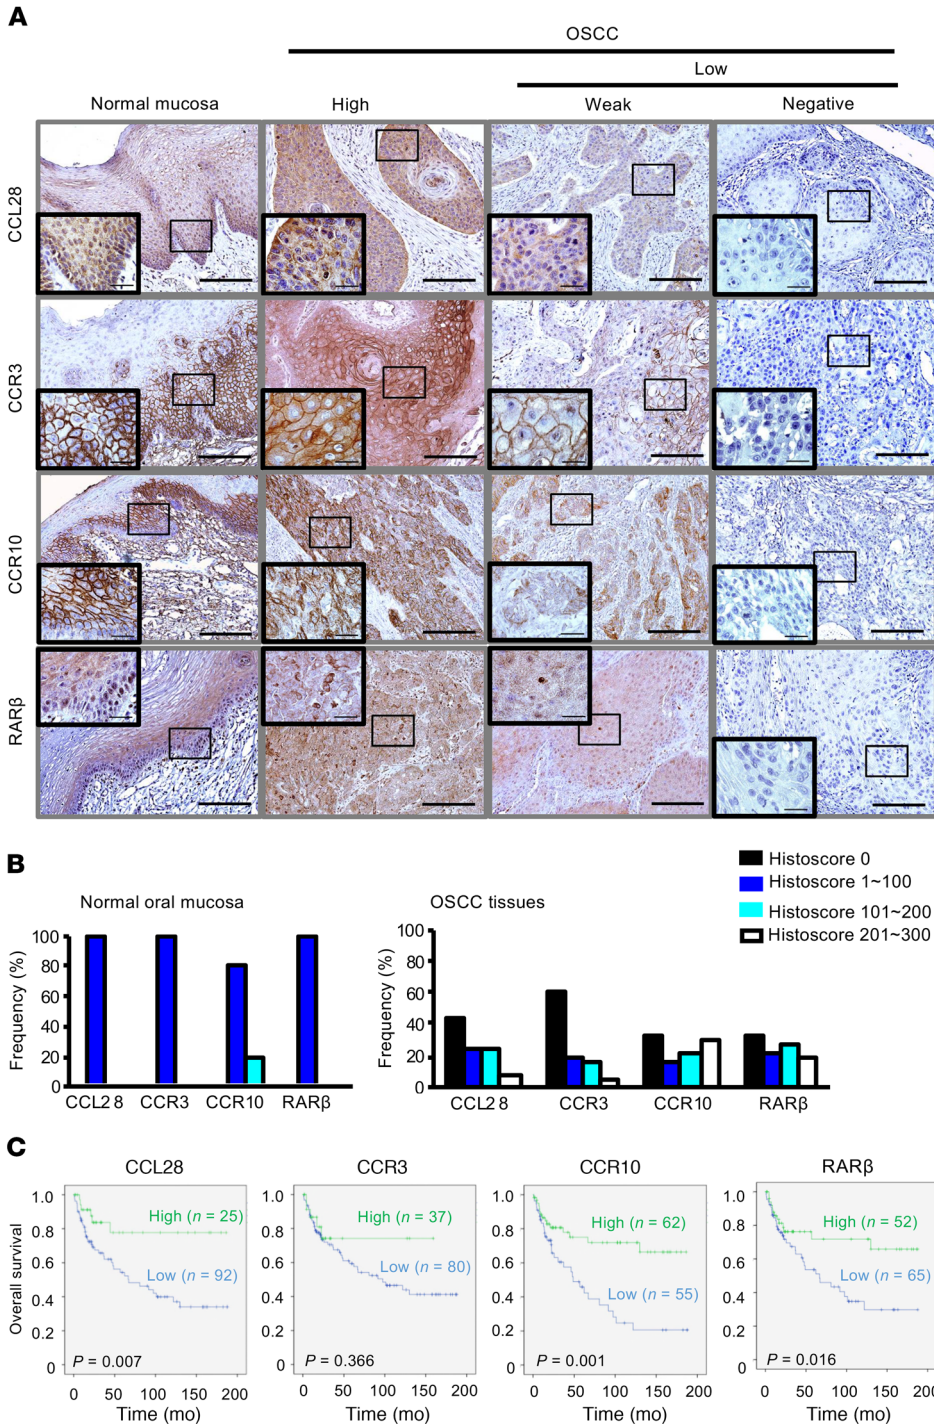 A
OSCC
Low
Normal mucosa High Weak Negative
CCL28
CCR3
CCR10
RARβ
B
Histoscore 0
Histoscore 1~100
Histoscore 101~200
Histoscore 201~300
Normal oral mucosa
OSCC tissues
Frequency (%)
100
80
60
40
20
0
CCL28 CCR3 CCR10 RARβ
Frequency (%)
100
80
60
40
20
0
CCL28 CCR3 CCR10 RARβ
C
CCL28 CCR3 CCR10 RARβ
Overall survival
1.0
0.8
0.6
0.4
0.2
0
High (n = 25)
Low (n = 92)
P = 0.007
0 50 100 150 200
Time (mo)
1.0
0.8
0.6
0.4
0.2
0
High (n = 37)
Low (n = 80)
P = 0.366
0 50 100 150 200
Time (mo)
1.0
0.8
0.6
0.4
0.2
0
High (n = 62)
Low (n = 55)
P = 0.001
0 50 100 150 200
Time (mo)
1.0
0.8
0.6
0.4
0.2
0
High (n = 52)
Low (n = 65)
P = 0.016
0 50 100 150 200
Time (mo)